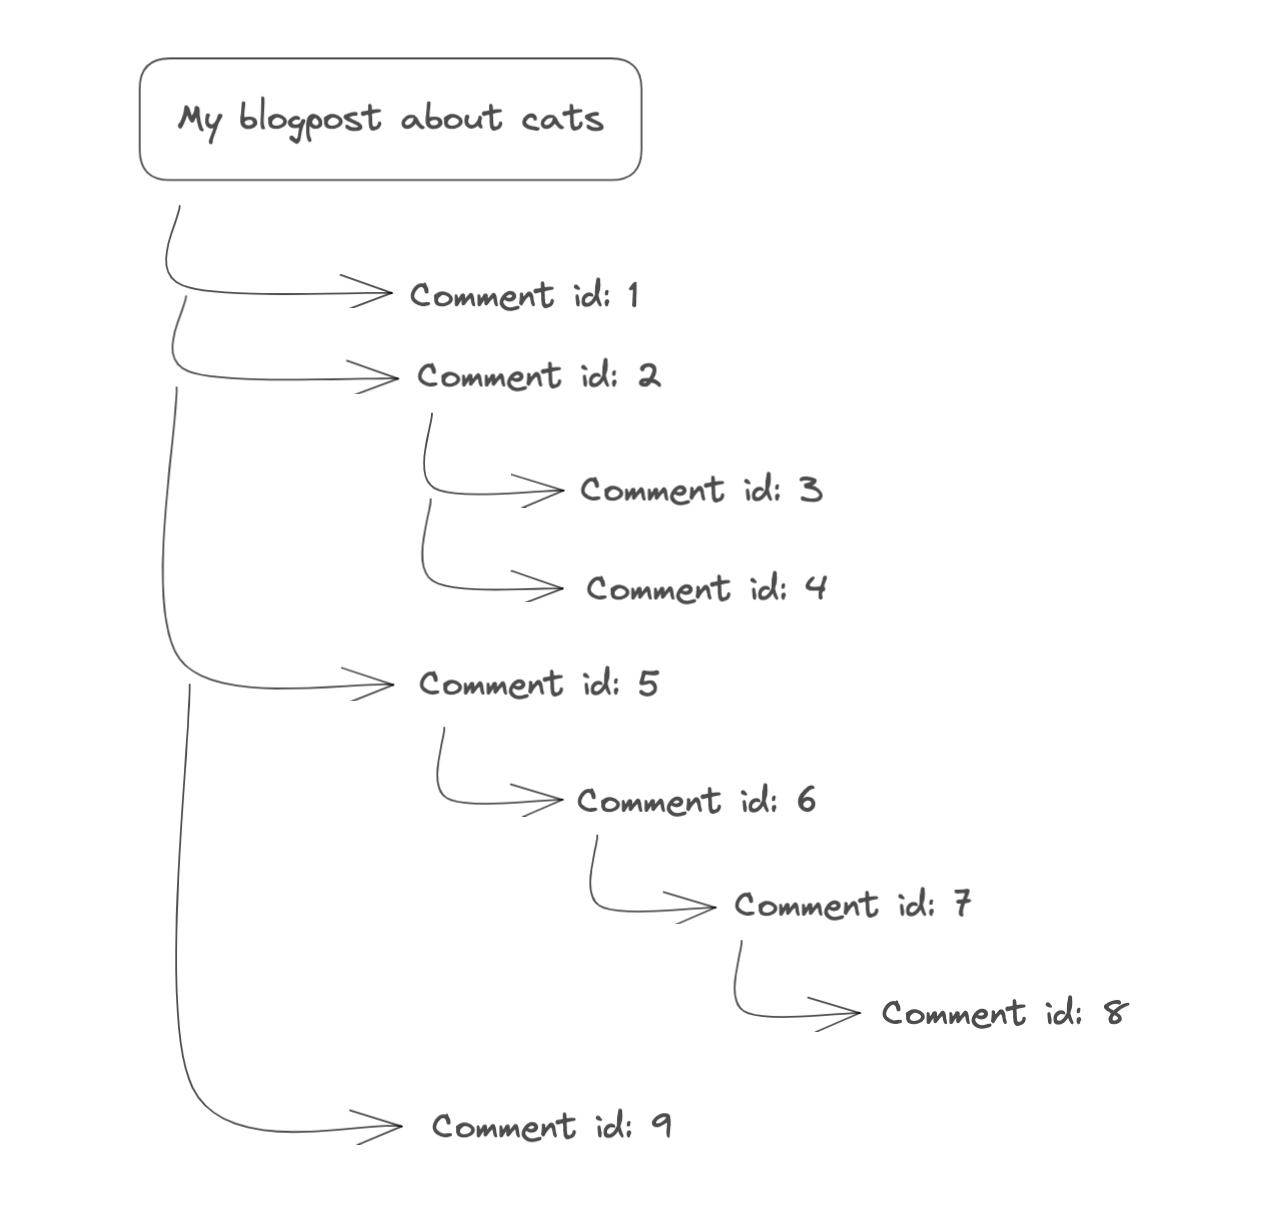 My blogpost about cats
Comment id: 1
Comment id: 2
Comment id: 3
Comment id: 4
Comment id: 5
Comment id: 6
Comment id: 7
Comment id: 8
Comment id: 9